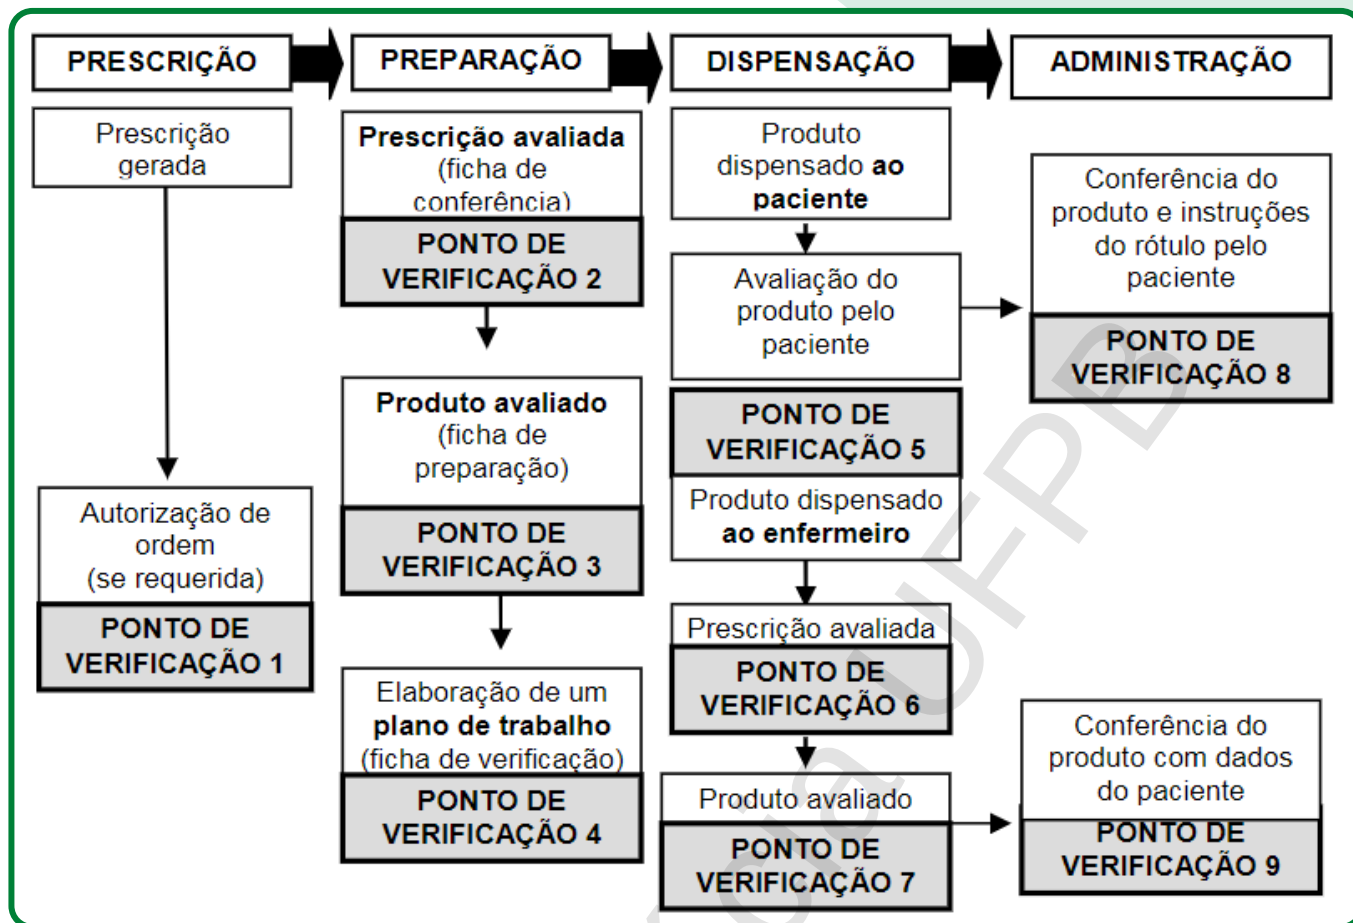 PRESCRIÇÃO
PREPARAÇÃO
DISPENSAÇÃO
ADMINISTRAÇÃO
Prescrição
gerada
Autorização de
ordem
(se requerida)
PONTO DE
VERIFICAÇÃO 1
Prescrição avaliada
(ficha de
conferência)
PONTO DE
VERIFICAÇÃO 2
Produto avaliado
(ficha de
preparação)
PONTO DE
VERIFICAÇÃO 3
Elaboração de um
plano de trabalho
(ficha de verificação)
PONTO DE
VERIFICAÇÃO 4
Produto
dispensado ao
paciente
Avaliação do
produto pelo
paciente
PONTO DE
VERIFICAÇÃO 5
Produto dispensado
ao enfermeiro
Prescrição avaliada
PONTO DE
VERIFICAÇÃO 6
Produto avaliado
PONTO DE
VERIFICAÇÃO 7
Conferência do
produto e instruções
do rótulo pelo
paciente
PONTO DE
VERIFICAÇÃO 8
Conferência do
produto com dados
do paciente
PONTO DE
VERIFICAÇÃO 9
UFPB